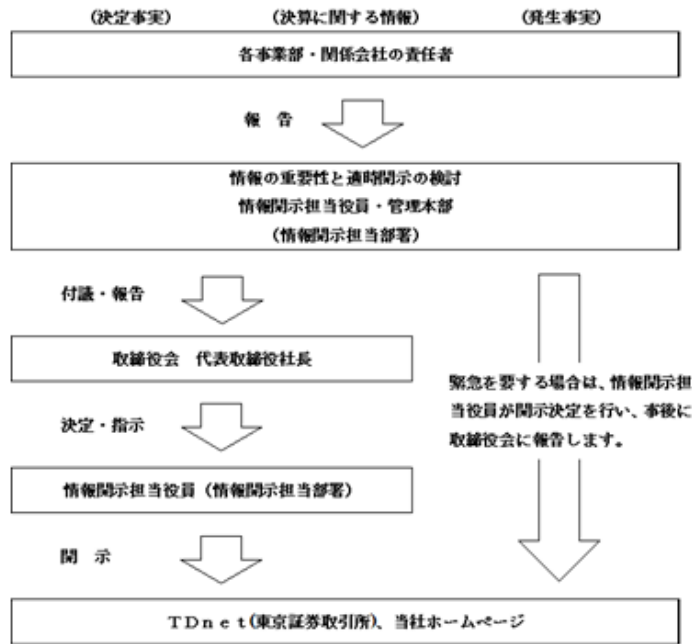 （決定事実）　（決算に関する情報）　（発生事実）
各事業部・関係会社の責任者
報　告
情報の重要性と適時開示の検討
情報開示担当役員・管理本部
（情報開示担当部署）
付議・報告
取締役会　代表取締役社長
緊急を要する場合は、情報開示担
当役員が開示決定を行い、事後に
取締役会に報告します。
決定・指示
情報開示担当役員（情報開示担当部署）
開　示
ＴＤｎｅｔ(東京証券取引所)、当社ホームページ